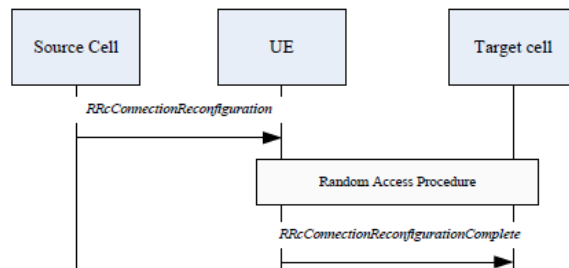 Source Cell
UE
Target cell
RRcConnectionReconfiguration
Random Access Procedure
RRcConnectionReconfigurationComplete